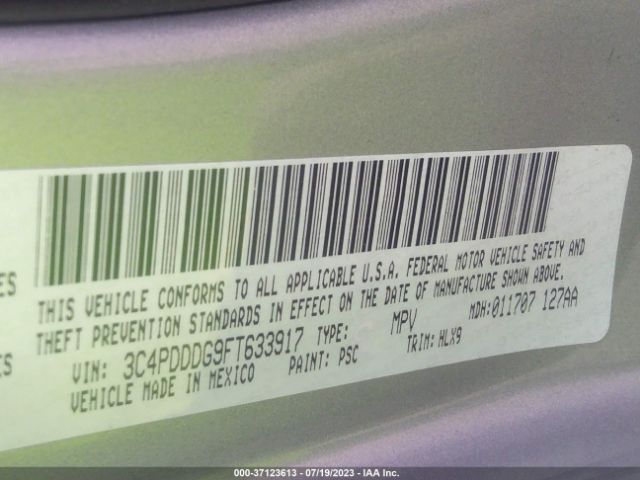 ES
THIS VEHICLE CONFORMS TO ALL APPLICABLE U.S.A. FEDERAL MOTOR VEHICLE SAFETY AND
THEFT PREVENTION STANDARDS IN EFFECT ON THE DATE OF MANUFACTURE SHOWN ABOVE.
ES
VIN: 3C4PDDDG9FT633917 TYPE: MPV MDH:011707 127AA
VEHICLE MADE IN MEXICO PAINT: PSC TRIM: HLX9
000-37123613 - 07/19/2023 - IAA Inc.